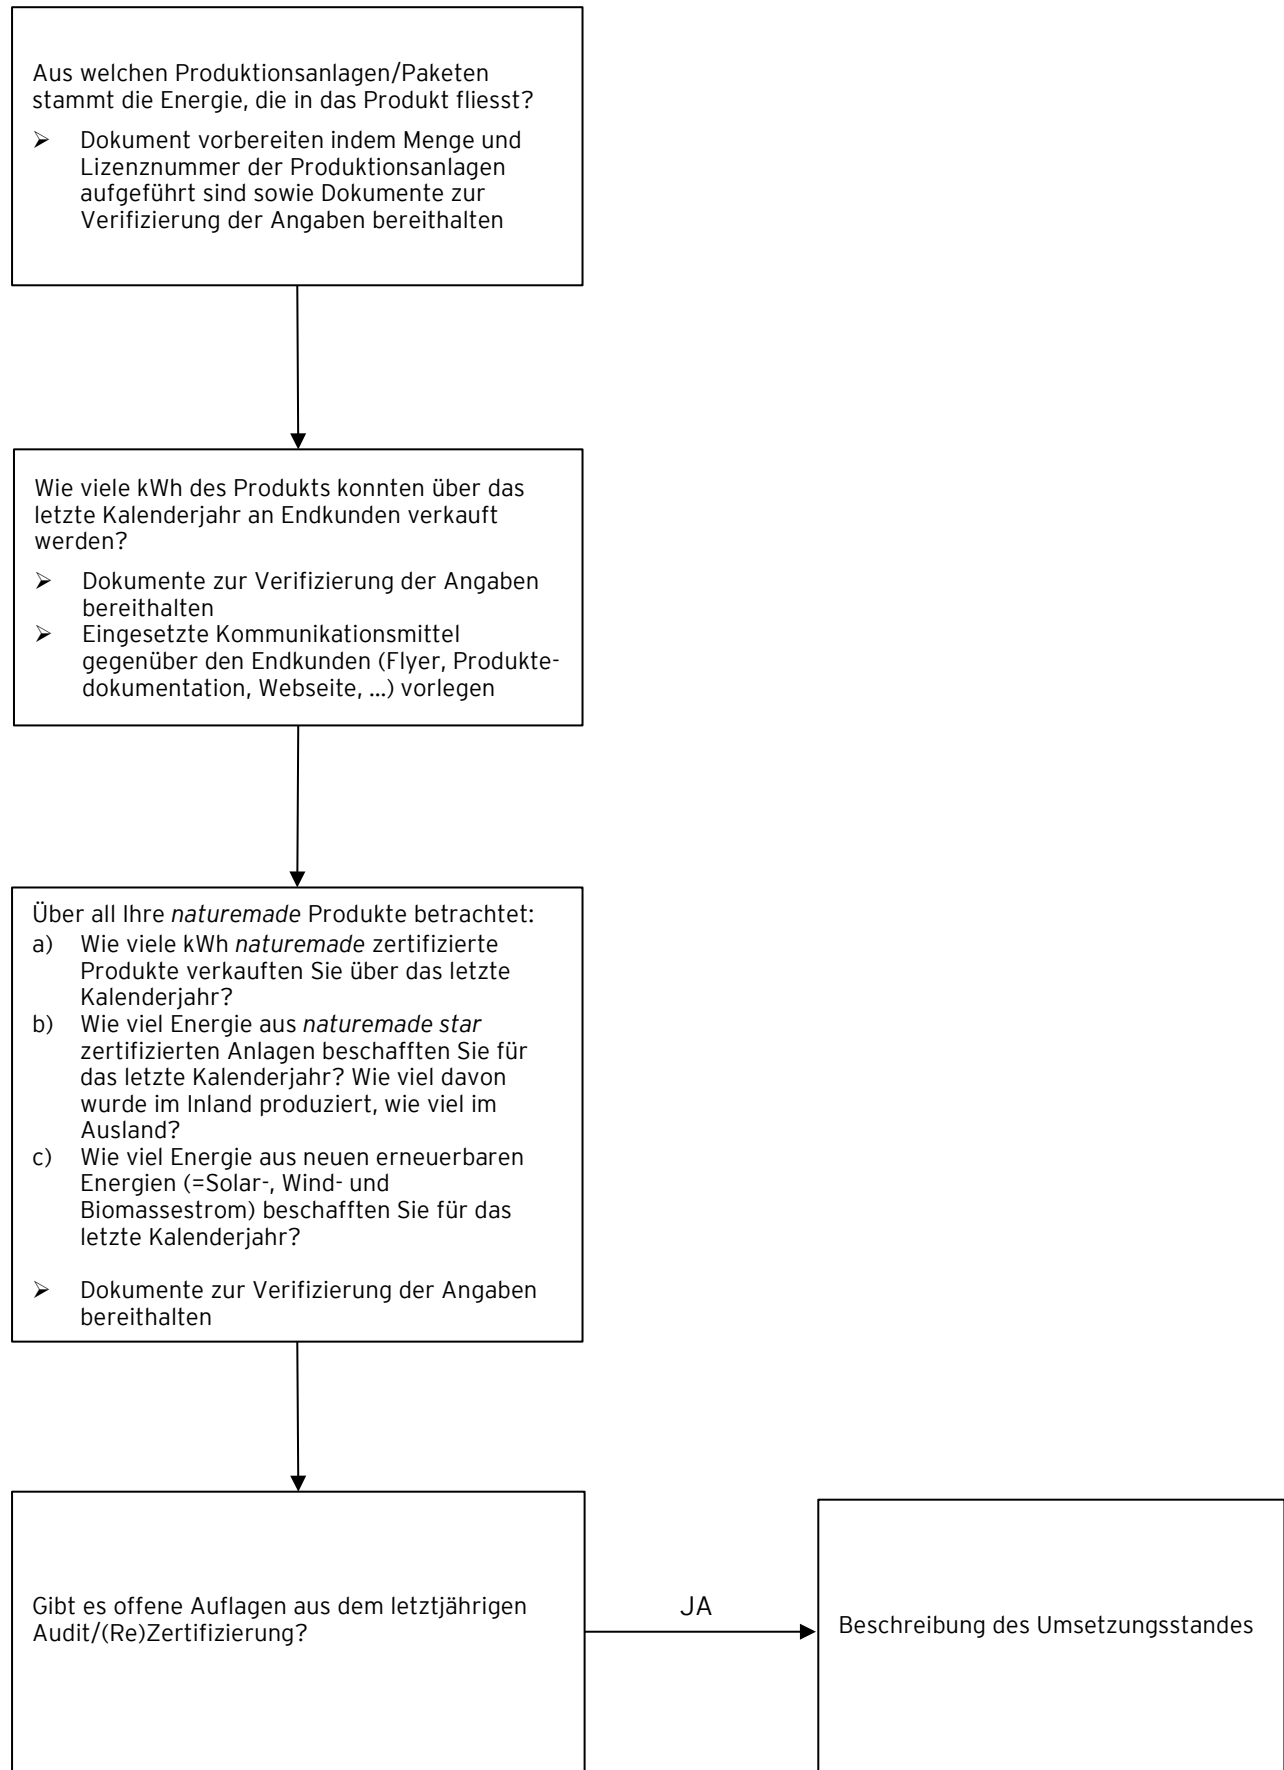 Aus welchen Produktionsanlagen/Paketen
stammt die Energie, die in das Produkt fliesst?
➢ Dokument vorbereiten indem Menge und
Lizenznummer der Produktionsanlagen
aufgeführt sind sowie Dokumente zur
Verifizierung der Angaben bereithalten
Wie viele kWh des Produkts konnten über das
letzte Kalenderjahr an Endkunden verkauft
werden?
➢ Dokumente zur Verifizierung der Angaben
bereithalten
➢ Eingesetzte Kommunikationsmittel
gegenüber den Endkunden (Flyer, Produkte-
dokumentation, Webseite, ...) vorlegen
Über all Ihre naturemade Produkte betrachtet:
a) Wie viele kWh naturemade zertifizierte
Produkte verkauften Sie über das letzte
Kalenderjahr?
b) Wie viel Energie aus naturemade star
zertifizierten Anlagen beschafften Sie für
das letzte Kalenderjahr? Wie viel davon
wurde im Inland produziert, wie viel im
Ausland?
c) Wie viel Energie aus neuen erneuerbaren
Energien (=Solar-, Wind- und
Biomassestrom) beschafften Sie für das
letzte Kalenderjahr?
➢ Dokumente zur Verifizierung der Angaben
bereithalten
Gibt es offene Auflagen aus dem letztjährigen
Audit/(Re)Zertifizierung?
JA
Beschreibung des Umsetzungsstandes